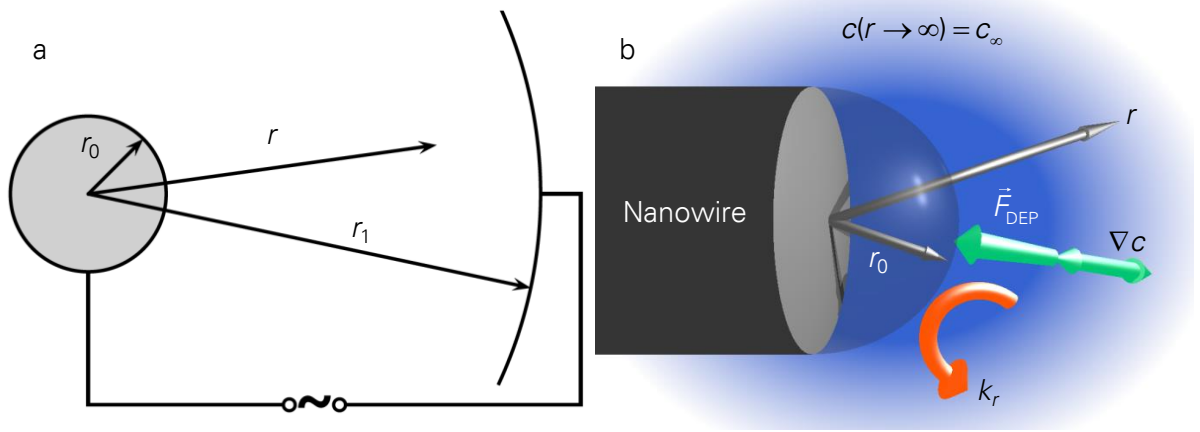 a
r₀
r
r₁
~
b
c(r → ∞) = c∞
r
Nanowire
F⃗DEP
∇c
r₀
kᵣ